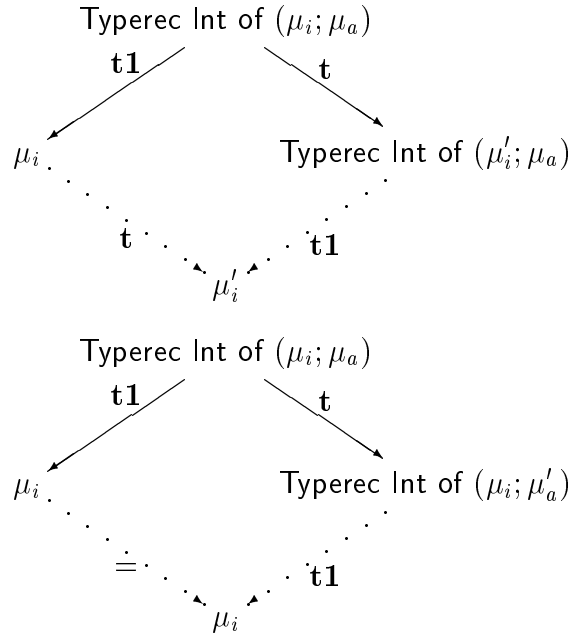 Typerec Int of (μ_i; μ_a)
t1 t
μ_i Typerec Int of (μ'_i; μ_a)
t t1
μ'_i
Typerec Int of (μ_i; μ_a)
t1 t
μ_i Typerec Int of (μ_i; μ'_a)
= t1
μ_i